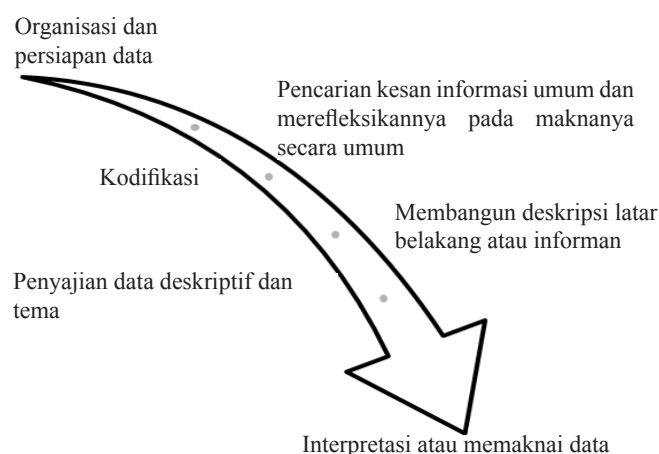 Organisasi dan
persiapan data
Pencarian kesan informasi umum dan
merefleksikannya pada maknanya
secara umum
Kodifikasi
Membangun deskripsi latar
belakang atau informan
Penyajian data deskriptif dan
tema
Interpretasi atau memaknai data